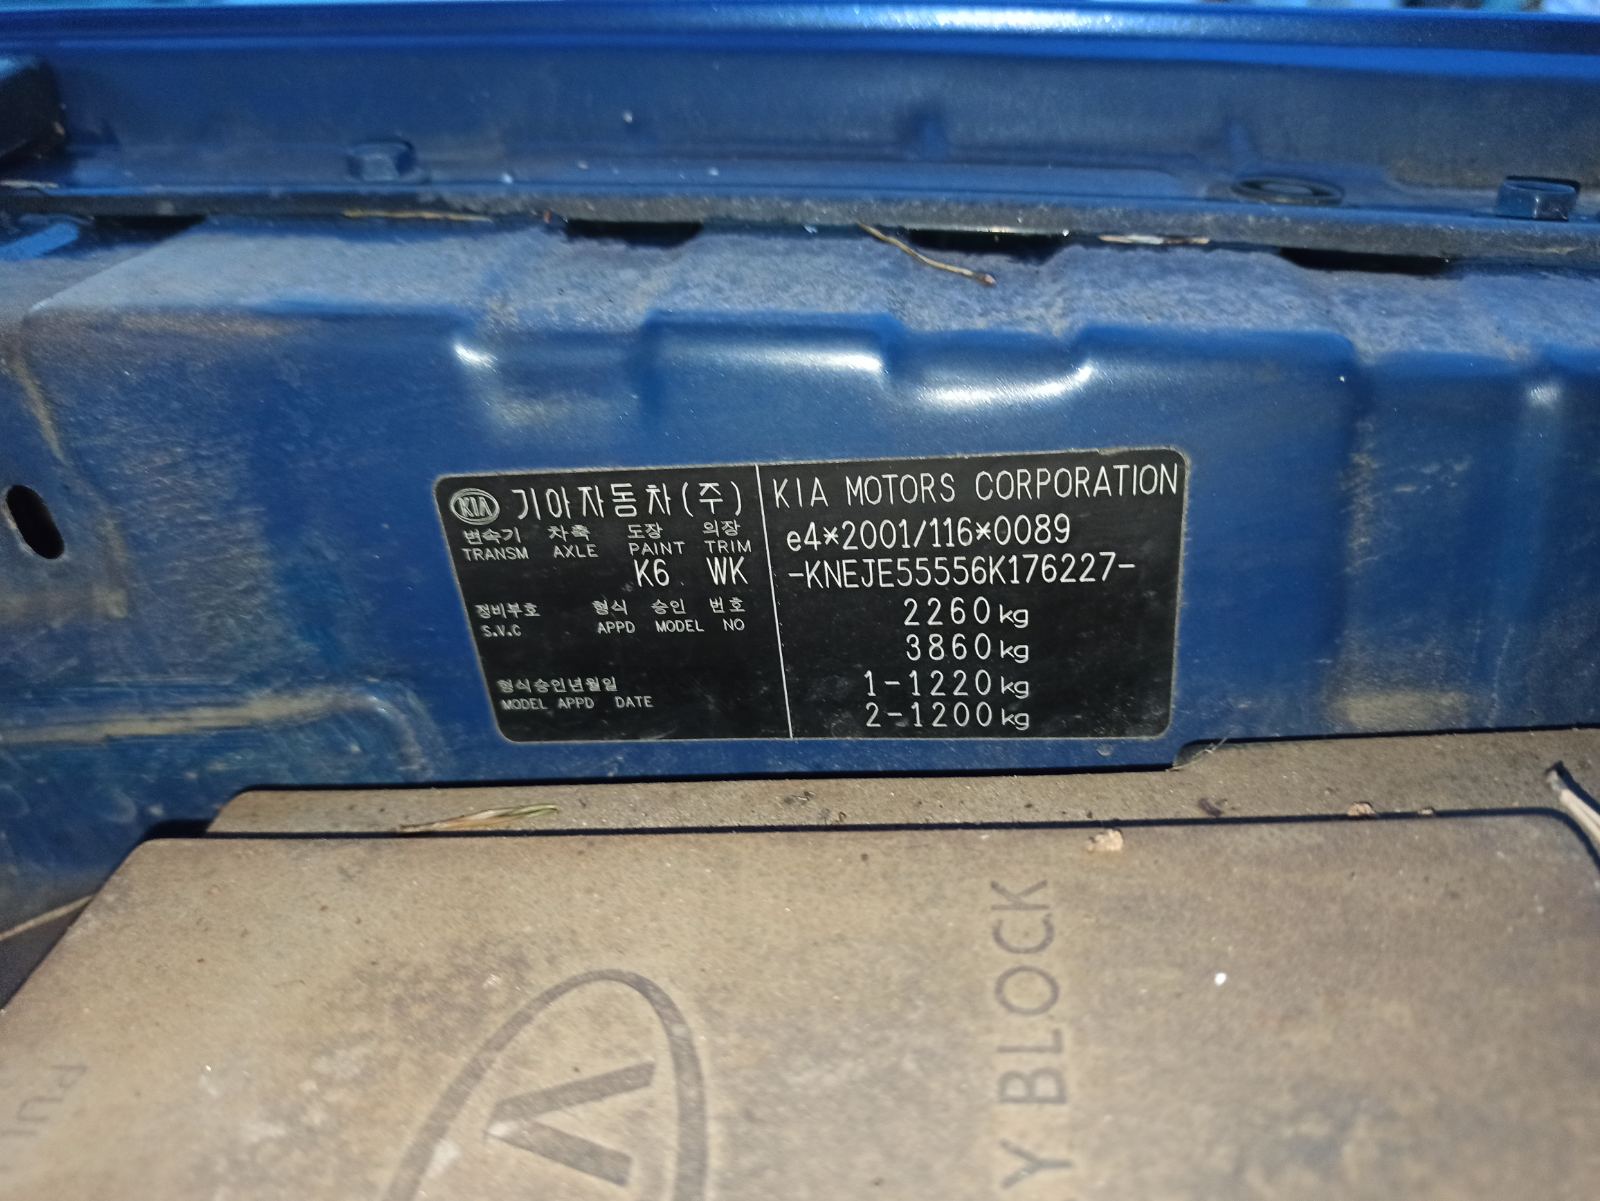 KIA 기아자동차(주)
변속기 차축 도장 의장
TRANSM AXLE PAINT TRIM
K6 WK
정비부호 형식 승인 번호
S.V.C APPD MODEL NO
형식승인년월일
MODEL APPD DATE
KIA MOTORS CORPORATION
e4*2001/116*0089
-KNEJE55556K176227-
2260kg
3860kg
1-1220kg
2-1200kg
Y BLOCK
PULL